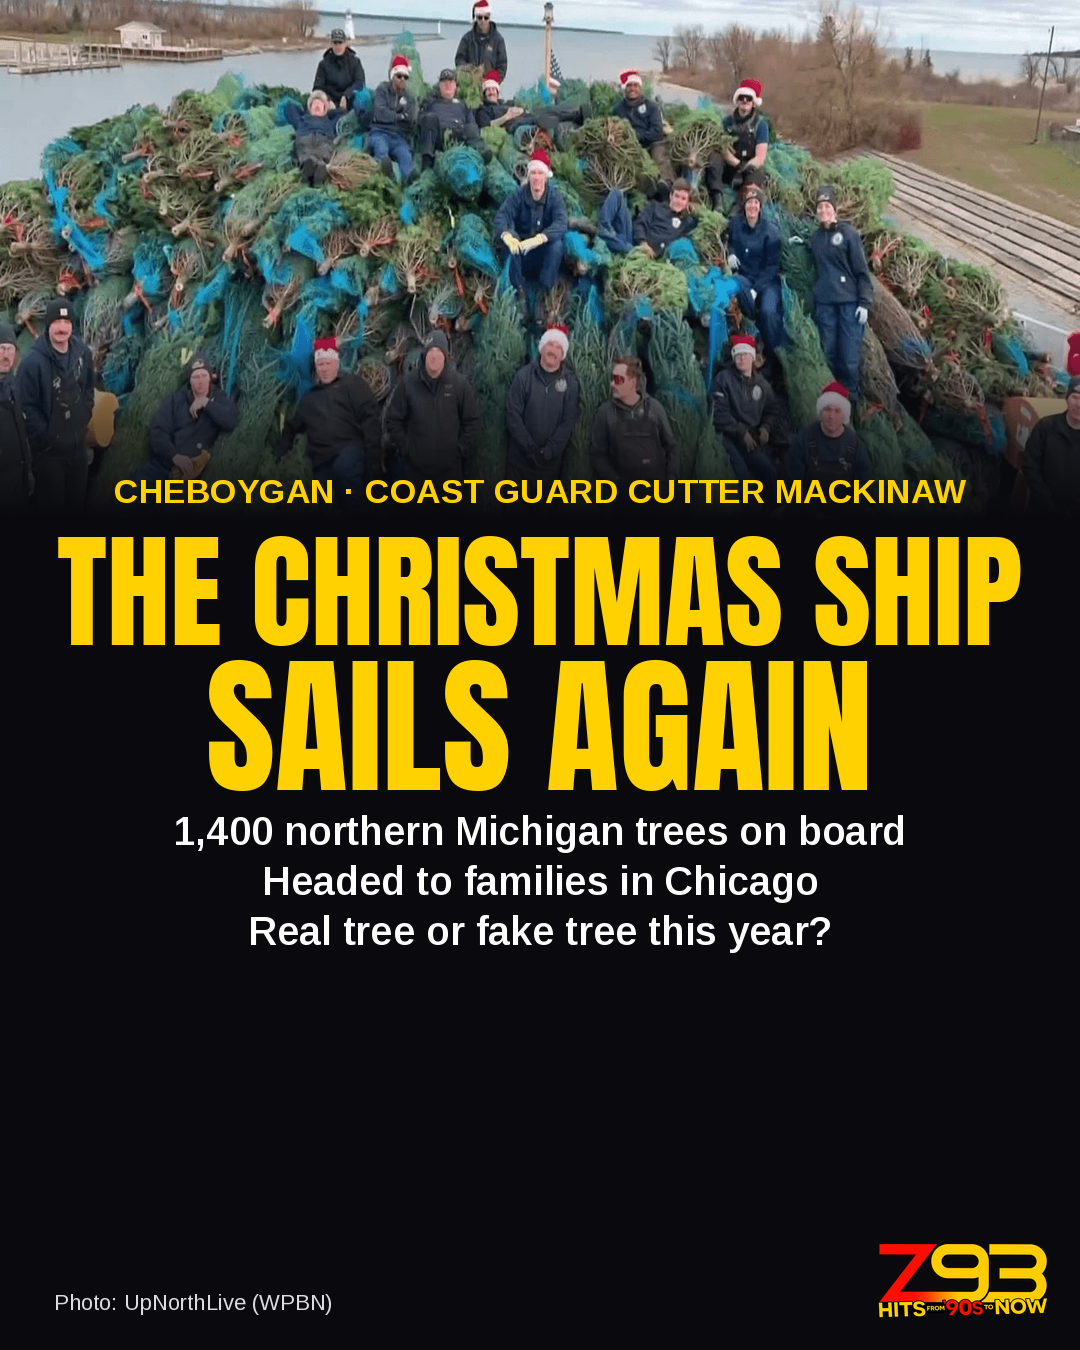 CHEBOYGAN · COAST GUARD CUTTER MACKINAW
THE CHRISTMAS SHIP
SAILS AGAIN
1,400 northern Michigan trees on board
Headed to families in Chicago
Real tree or fake tree this year?
Z93
HITS FROM '90S TO NOW
Photo: UpNorthLive (WPBN)